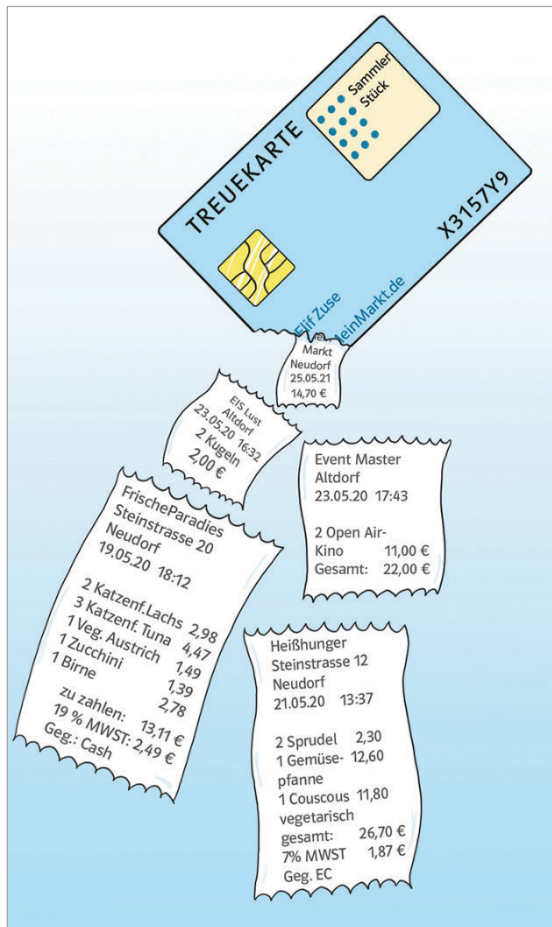 Sammler
Stück
TREUEKARTE
X3157Y9
Elif Zuse
Markt
Neudorf
25.05.21
14,70 €
EIS Lust
Altdorf
23.05.20 16:32
2 Kugeln
2,00 €
Event Master
Altdorf
23.05.20 17:43
2 Open Air-
Kino 11,00 €
Gesamt: 22,00 €
FrischeParadies
Steinstrasse 20
Neudorf
19.05.20 18:12
2 Katzenf.Lachs 2,98
3 Katzenf. Tuna 4,47
1 Veg. Austrich 1,49
1 Zucchini 1,39
1 Birne 2,78
zu zahlen: 13,11 €
19 % MWST: 2,49 €
Geg.: Cash
Heißhunger
Steinstrasse 12
Neudorf
21.05.20 13:37
2 Sprudel 2,30
1 Gemüse- 12,60
pfanne
1 Couscous 11,80
vegetarisch
gesamt: 26,70 €
7% MWST 1,87 €
Geg. EC